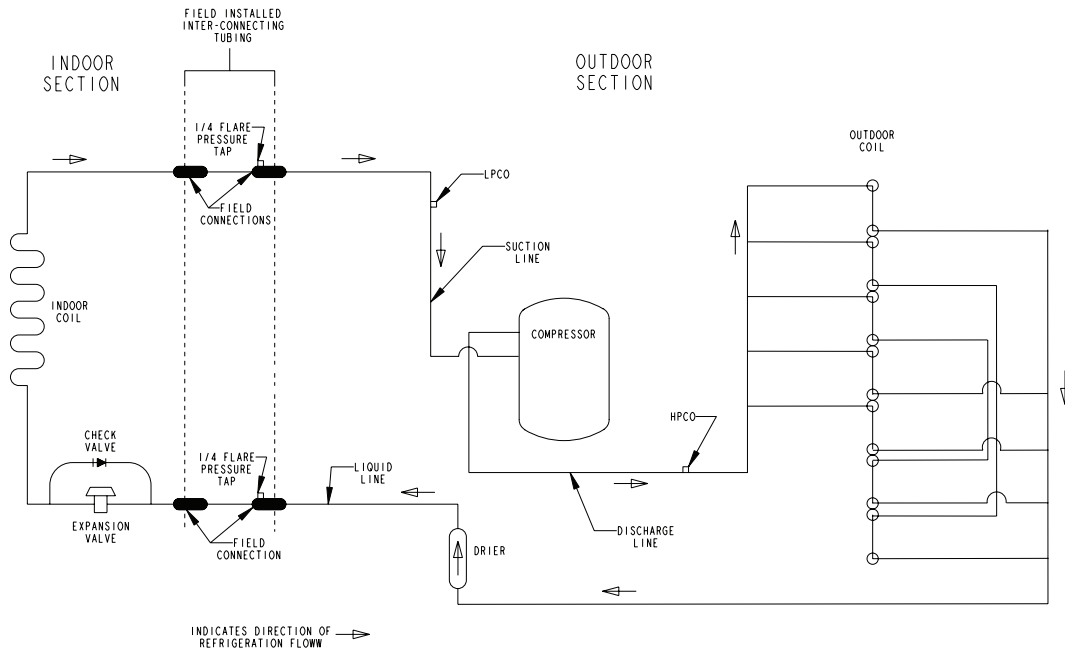 FIELD INSTALLED
INTER-CONNECTING
TUBING
INDOOR
SECTION
OUTDOOR
SECTION
1/4 FLARE
PRESSURE
TAP
OUTDOOR
COIL
LPCO
FIELD
CONNECTIONS
SUCTION
LINE
INDOOR
COIL
COMPRESSOR
HPCO
CHECK
VALVE
1/4 FLARE
PRESSURE
TAP
LIQUID
LINE
EXPANSION
VALVE
FIELD
CONNECTION
DISCHARGE
LINE
DRIER
INDICATES DIRECTION OF
REFRIGERATION FLOWW